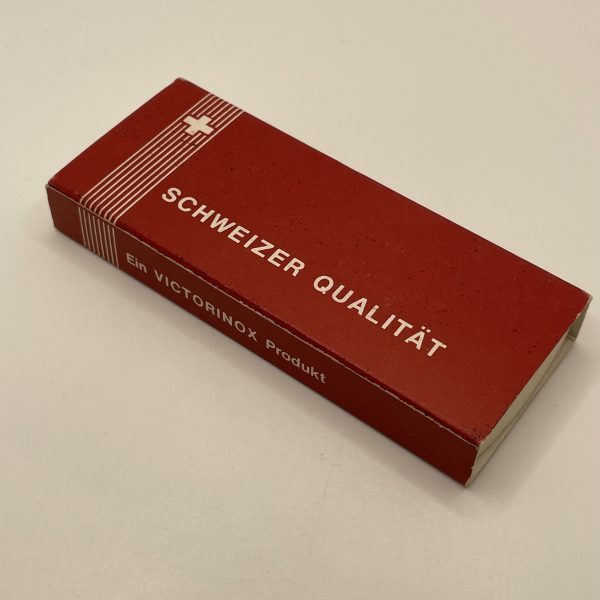 SCHWEIZER QUALITÄT
Ein VICTORINOX Produkt